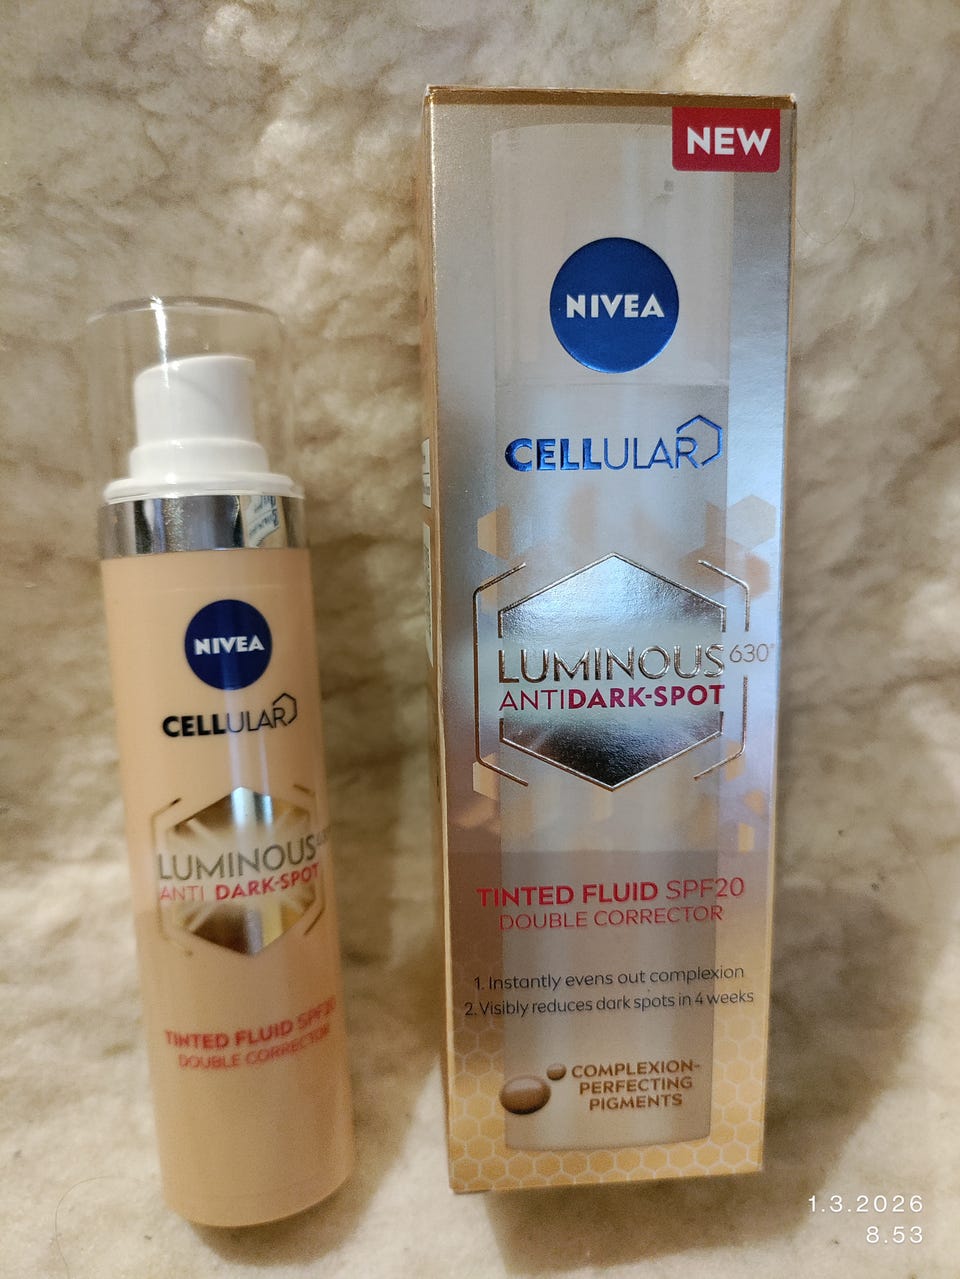 NIVEA
CELLULAR
LUMINOUS
ANTI DARK-SPOT
TINTED FLUID SPF20
DOUBLE CORRECTOR
NEW
NIVEA
CELLULAR
LUMINOUS630®
ANTIDARK-SPOT
TINTED FLUID SPF20
DOUBLE CORRECTOR
1. Instantly evens out complexion
2. Visibly reduces dark spots in 4 weeks
COMPLEXION-
PERFECTING
PIGMENTS
1.3.2026
8.53